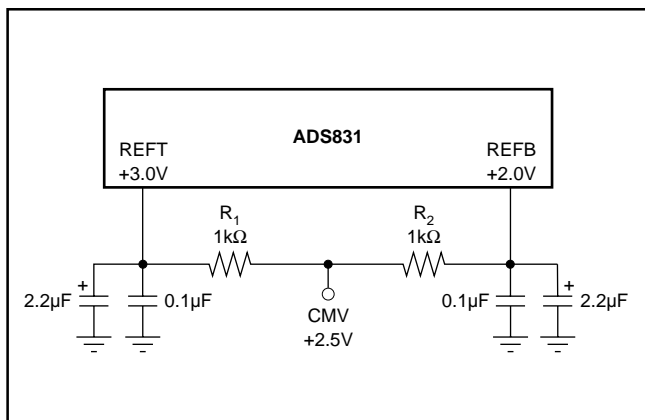 ADS831
REFT
+3.0V
REFB
+2.0V
R1
1kΩ
R2
1kΩ
+
2.2µF
0.1µF
CMV
+2.5V
0.1µF
+
2.2µF